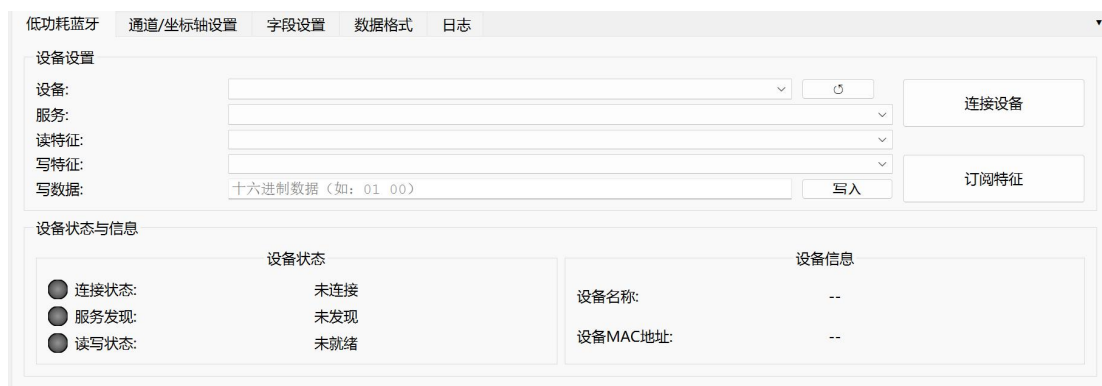 低功耗蓝牙 通道/坐标轴设置 字段设置 数据格式 日志
设备设置
设备:
服务:
读特征:
写特征:
写数据: 十六进制数据（如: 01 00） 写入
连接设备
订阅特征
设备状态与信息
设备状态
连接状态: 未连接
服务发现: 未发现
读写状态: 未就绪
设备信息
设备名称: --
设备MAC地址: --